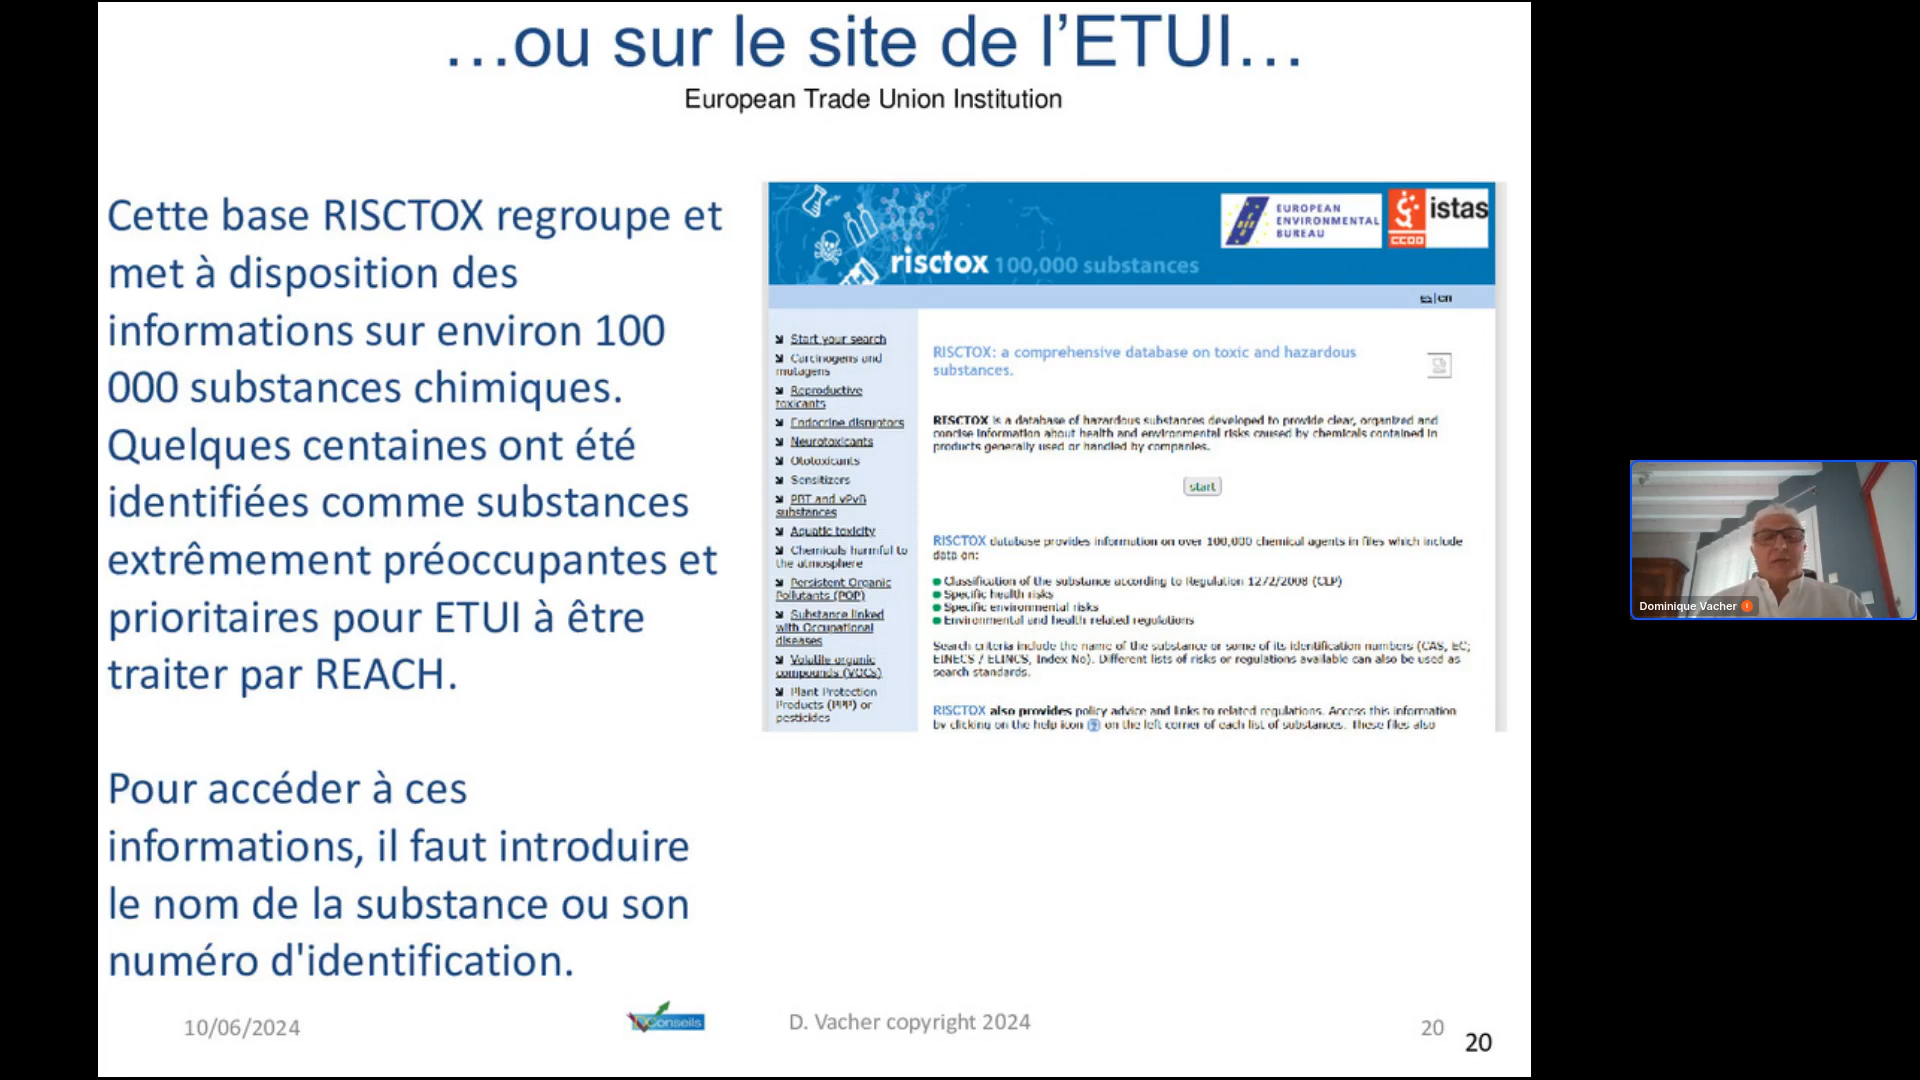 …ou sur le site de l’ETUI…
European Trade Union Institution
Cette base RISCTOX regroupe et
met à disposition des
informations sur environ 100
000 substances chimiques.
Quelques centaines ont été
identifiées comme substances
extrêmement préoccupantes et
prioritaires pour ETUI à être
traiter par REACH.
Pour accéder à ces
informations, il faut introduire
le nom de la substance ou son
numéro d'identification.
EUROPEAN
ENVIRONMENTAL
BUREAU
istas
CCOO
risctox 100,000 substances
es|en
Start your search
Carcinogens and
mutagens
Reproductive
toxicants
Endocrine disruptors
Neurotoxicants
Ototoxicants
Sensitizers
PBT and vPvB
substances
Aquatic toxicity
Chemicals harmful to
the atmosphere
Persistent Organic
Pollutants (POP)
Substance linked
with Occupational
diseases
Volatile organic
compounds (VOCs)
Plant Protection
Products (PPP) or
pesticides
RISCTOX: a comprehensive database on toxic and hazardous
substances.
RISCTOX is a database of hazardous substances developed to provide clear, organized and
concise information about health and environmental risks caused by chemicals contained in
products generally used or handled by companies.
start
RISCTOX database provides information on over 100,000 chemical agents in files which include
data on:
Classification of the substance according to Regulation 1272/2008 (CLP)
Specific health risks
Specific environmental risks
Environmental and health related regulations
Search criteria include the name of the substance or some of its identification numbers (CAS, EC;
EINECS / ELINCS, Index No). Different lists of risks or regulations available can also be used as
search standards.
RISCTOX also provides policy advice and links to related regulations. Access this information
by clicking on the help icon ? on the left corner of each list of substances. These files also
10/06/2024
Conseils
D. Vacher copyright 2024
20
20
Dominique Vacher